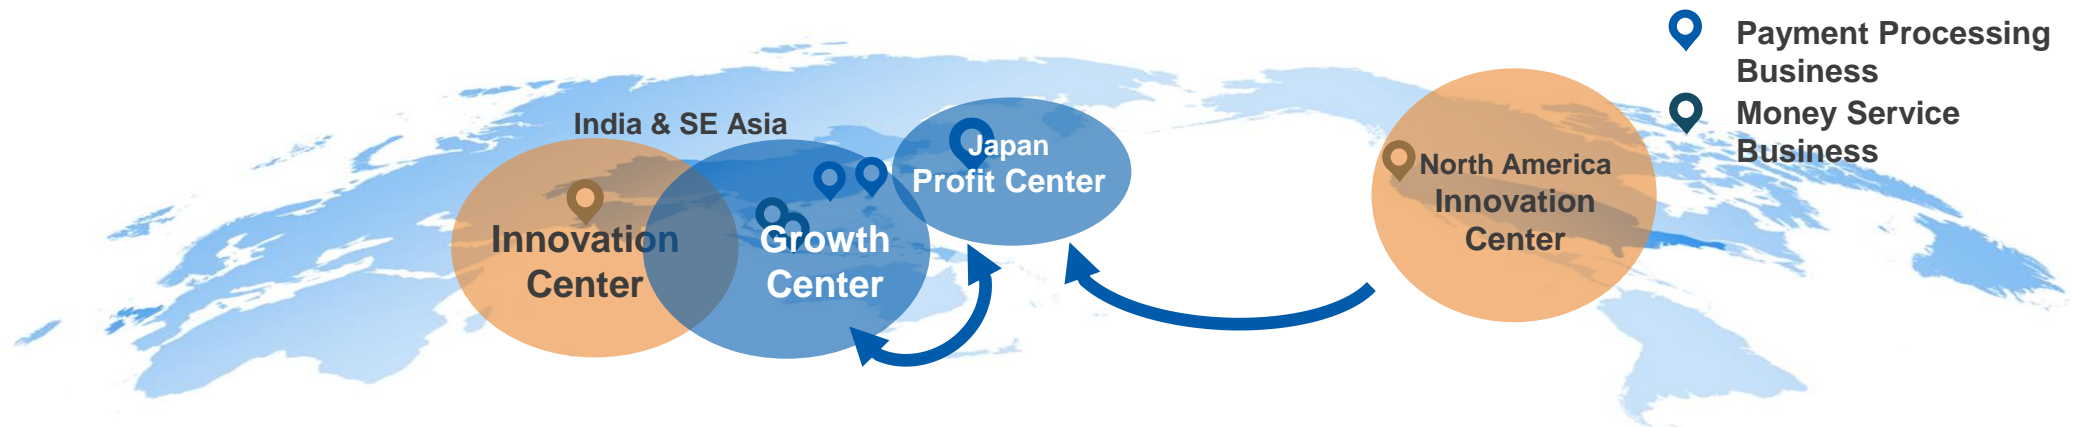 Payment Processing
Business
Money Service
Business
India & SE Asia
Innovation
Center
Growth
Center
Japan
Profit Center
North America
Innovation
Center